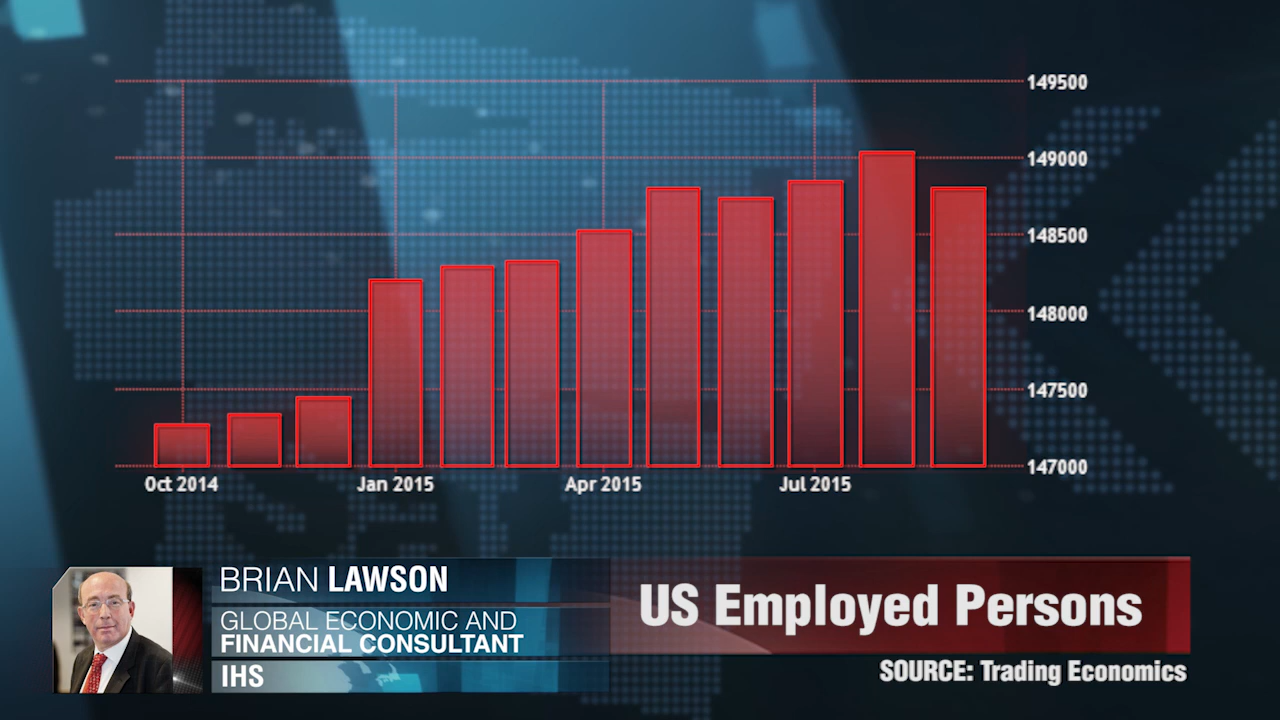 149500
149000
148500
148000
147500
147000
Oct 2014
Jan 2015
Apr 2015
Jul 2015
BRIAN LAWSON
GLOBAL ECONOMIC AND
FINANCIAL CONSULTANT
IHS
US Employed Persons
SOURCE: Trading Economics